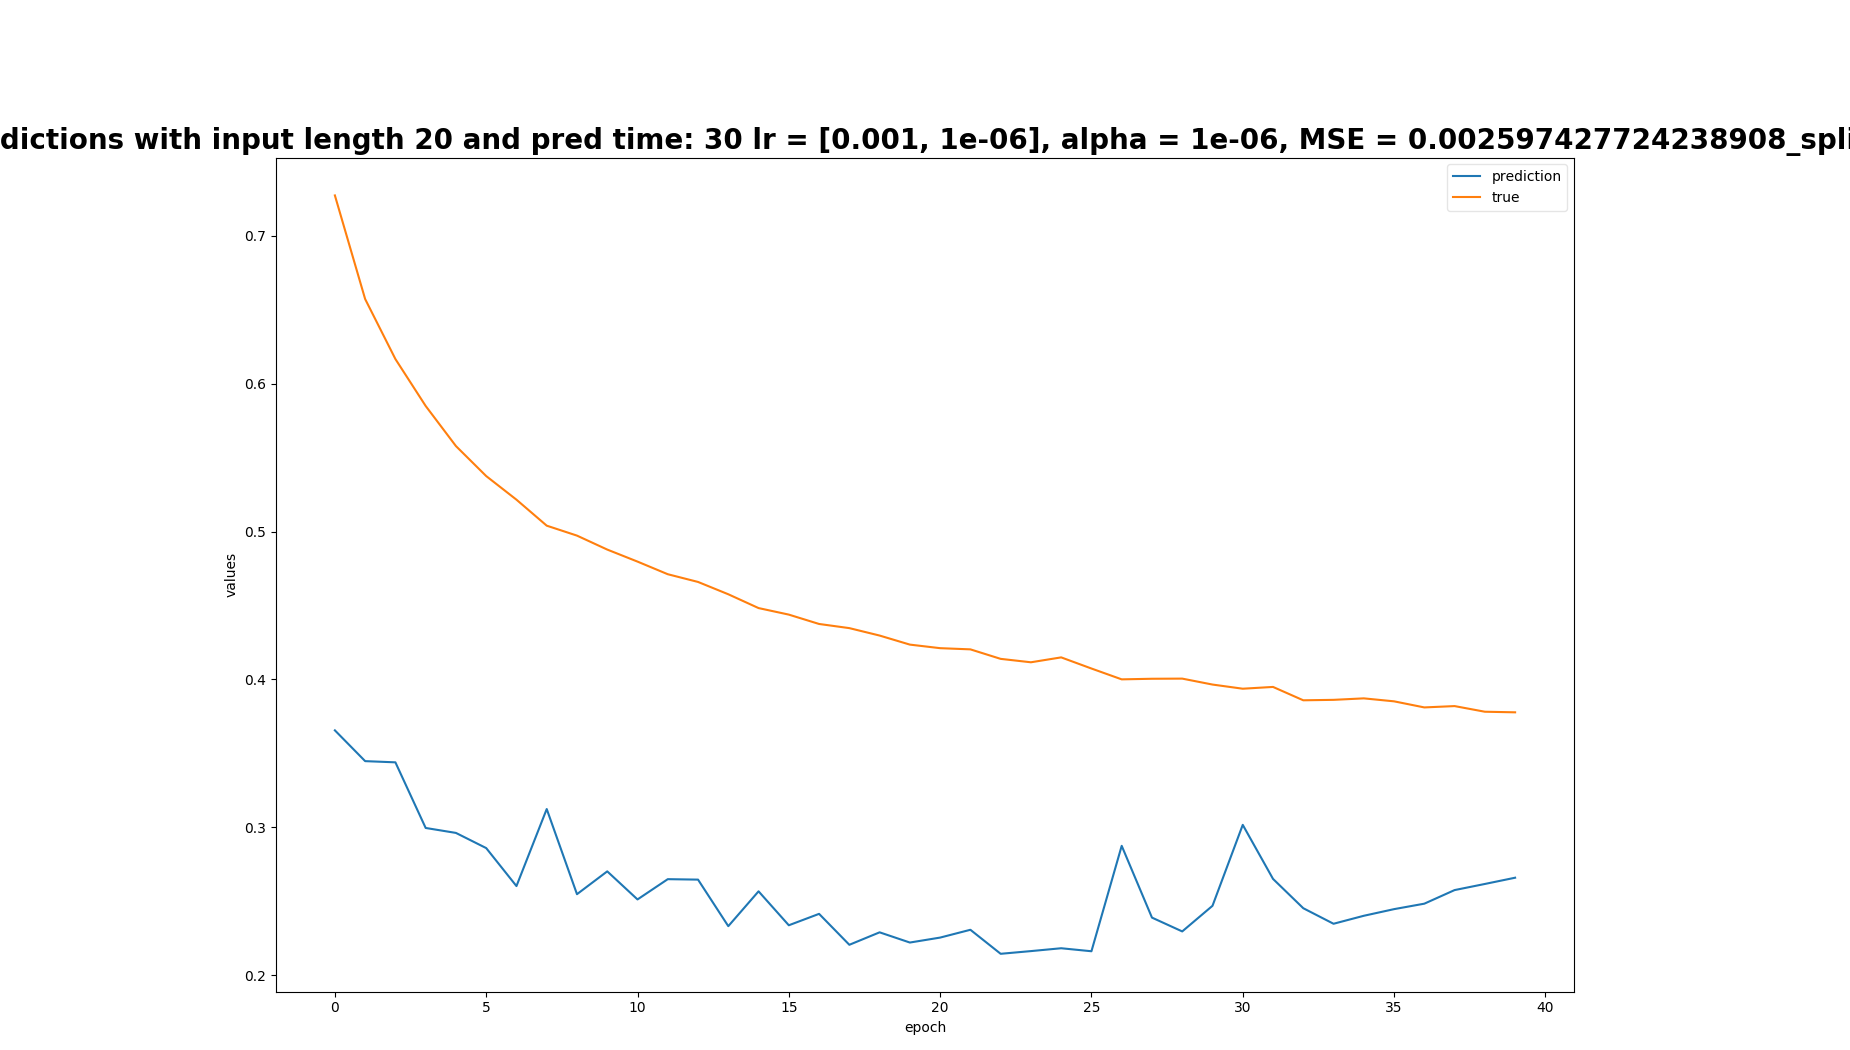 dictions with input length 20 and pred time: 30 lr = [0.001, 1e-06], alpha = 1e-06, MSE = 0.002597427724238908_spli
prediction
true
0.7
0.6
0.5
0.4
0.3
0.2
values
0 5 10 15 20 25 30 35 40
epoch